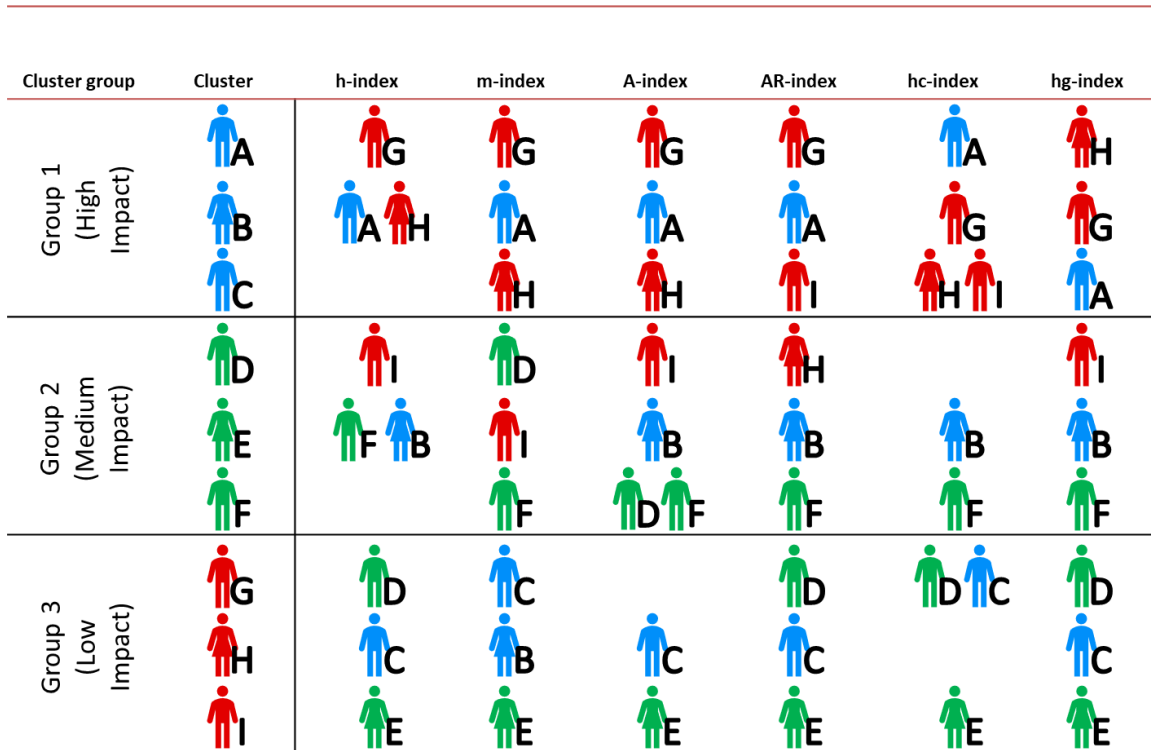 Cluster group Cluster h-index m-index A-index AR-index hc-index hg-index
Group 1
(High
Impact)
A G G G G A H
B A H A A A G G
C H H I H I A
Group 2
(Medium
Impact)
D I D I H I
E F B I B B B B
F F D F F F F
Group 3
(Low
Impact)
G D C D D C D
H C B C C C
I E E E E E E